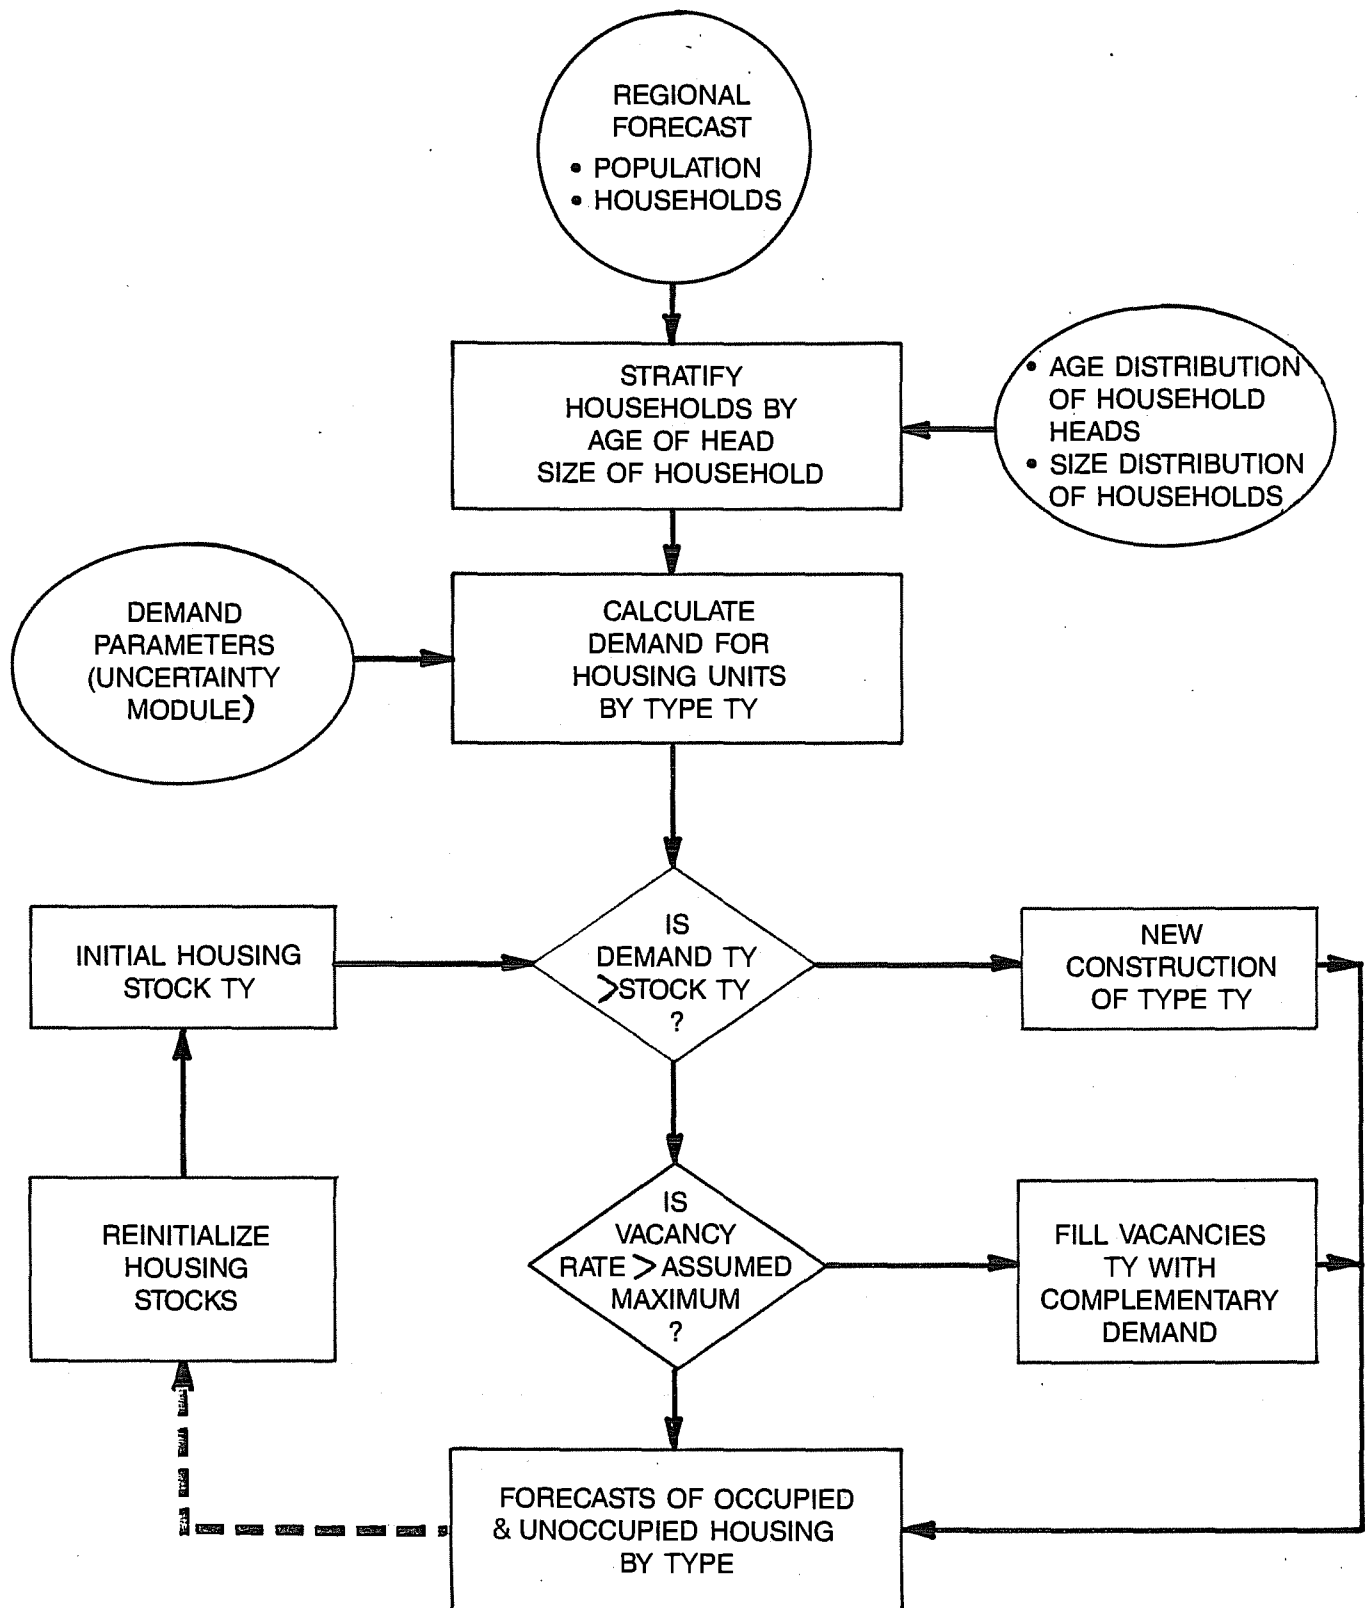 REGIONAL
FORECAST
• POPULATION
• HOUSEHOLDS
STRATIFY
HOUSEHOLDS BY
AGE OF HEAD
SIZE OF HOUSEHOLD
• AGE DISTRIBUTION
OF HOUSEHOLD
HEADS
• SIZE DISTRIBUTION
OF HOUSEHOLDS
DEMAND
PARAMETERS
(UNCERTAINTY
MODULE)
CALCULATE
DEMAND FOR
HOUSING UNITS
BY TYPE TY
INITIAL HOUSING
STOCK TY
IS
DEMAND TY
>STOCK TY
?
NEW
CONSTRUCTION
OF TYPE TY
REINITIALIZE
HOUSING
STOCKS
IS
VACANCY
RATE > ASSUMED
MAXIMUM
?
FILL VACANCIES
TY WITH
COMPLEMENTARY
DEMAND
FORECASTS OF OCCUPIED
& UNOCCUPIED HOUSING
BY TYPE